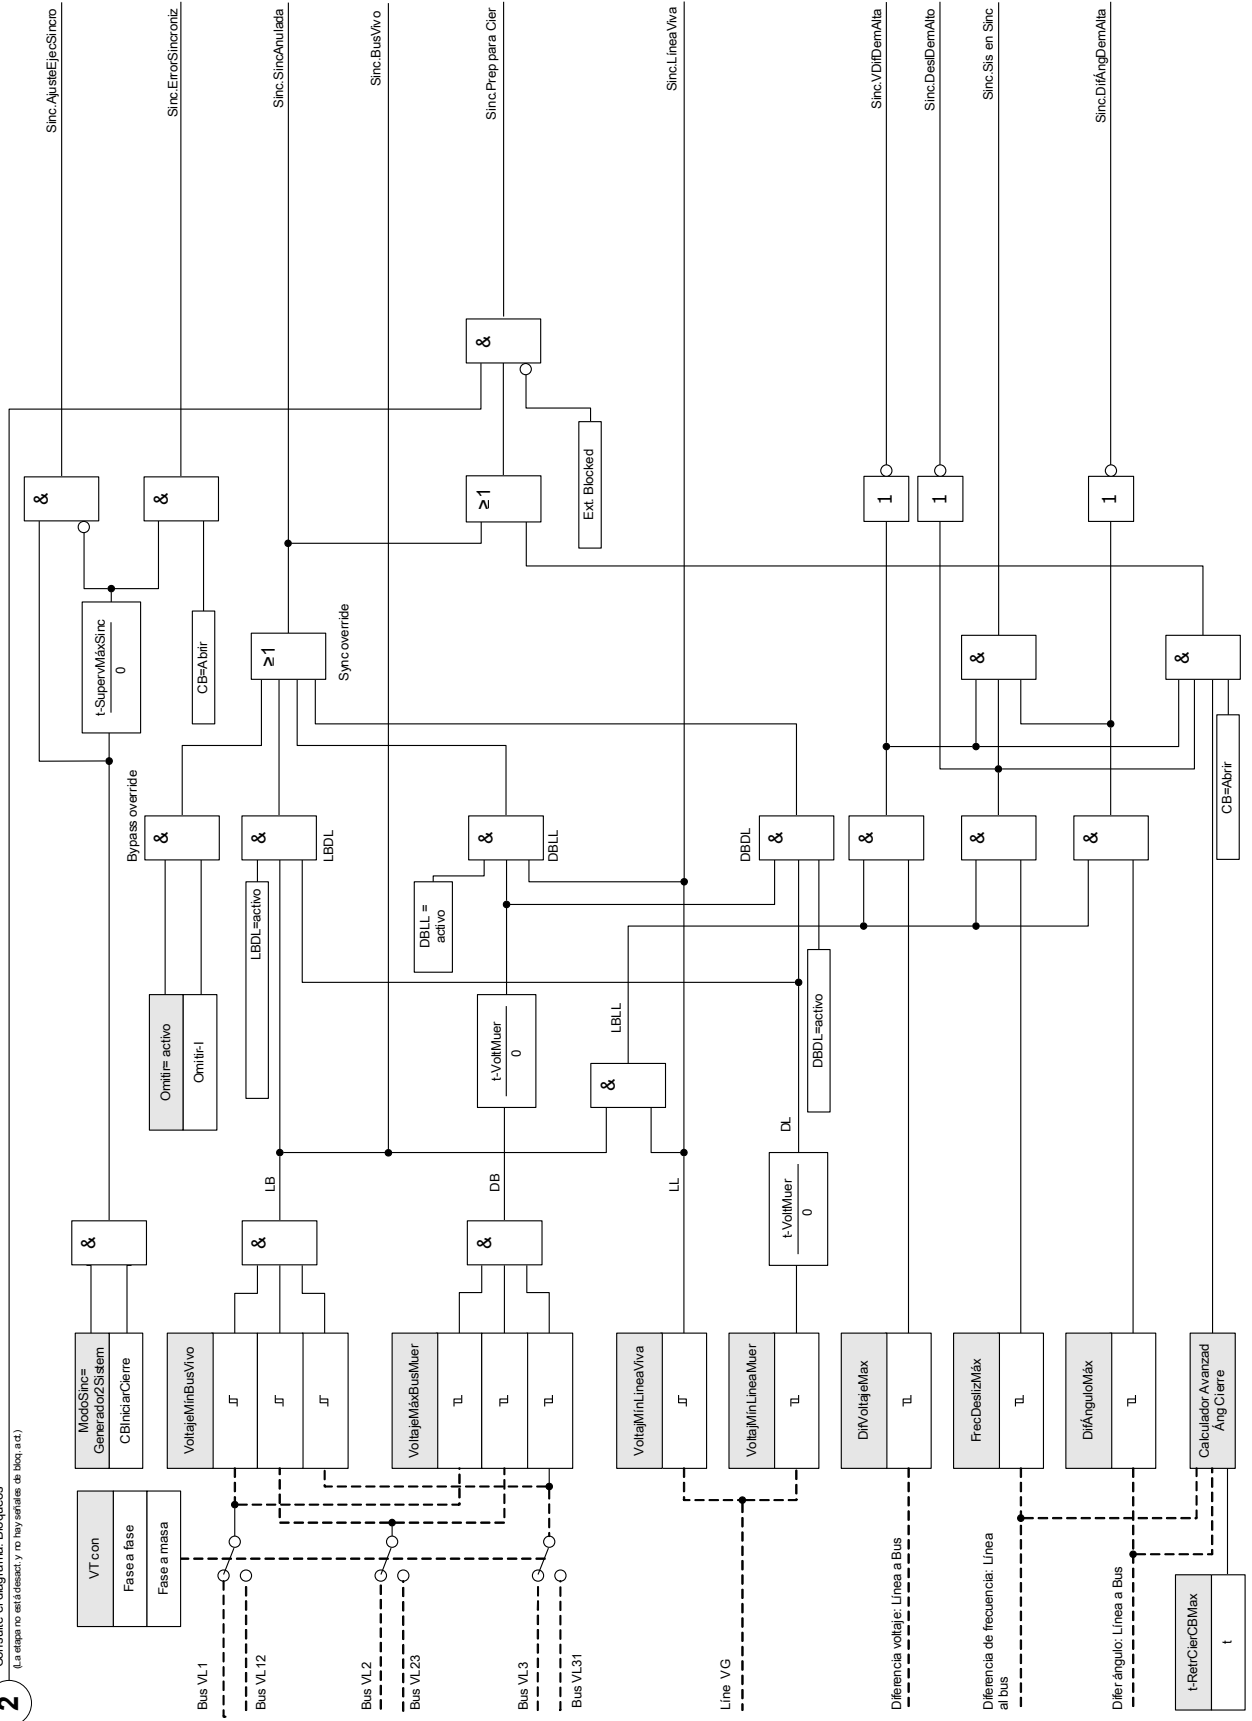 2
Consulte el diagrama: Bloqueos
(La etapa no está desact. y no hay señales de bloq. act.)
Sinc.AjusteEjecSincro
Sinc.ErrorSincroniz
Sinc.SincAnulada
Sinc.BusVivo
Sinc.Prep para Cier
Sinc.LíneaViva
Sinc.VDifDemAlta
Sinc.DeslDemAlto
Sinc.Sis en Sinc
Sinc.DifÁngDemAlta
&
&
&
≥1
Ext. Blocked
1
1
1
t-SupervMáxSinc
0
CB=Abrir
≥1
Sync override
&
&
CB=Abrir
Bypass override
&
&
LBDL
&
DBLL
DBDL
&
&
&
&
Omitir= activo
Omitir-I
LBDL=activo
DBLL =
activo
t-VoltMuer
0
LBLL
&
DBDL=activo
DL
t-VoltMuer
0
LB
DB
LL
&
&
&
ModoSinc=
Generador2Sistem
CBIniciarCierre
VoltajeMínBusVivo
VoltajeMáxBusMuer
VoltajMínLíneaViva
VoltajMínLíneaMuer
DifVoltajeMax
FrecDeslizMáx
DifÁnguloMáx
Calculador Avanzad
Áng Cierre
VT con
Fase a fase
Fase a masa
Bus VL1
Bus VL12
Bus VL2
Bus VL23
Bus VL3
Bus VL31
Líne VG
Diferencia voltaje: Línea a Bus
Diferencia de frecuencia: Línea
al bus
Difer ángulo: Línea a Bus
t-RetrCierCBMax
t